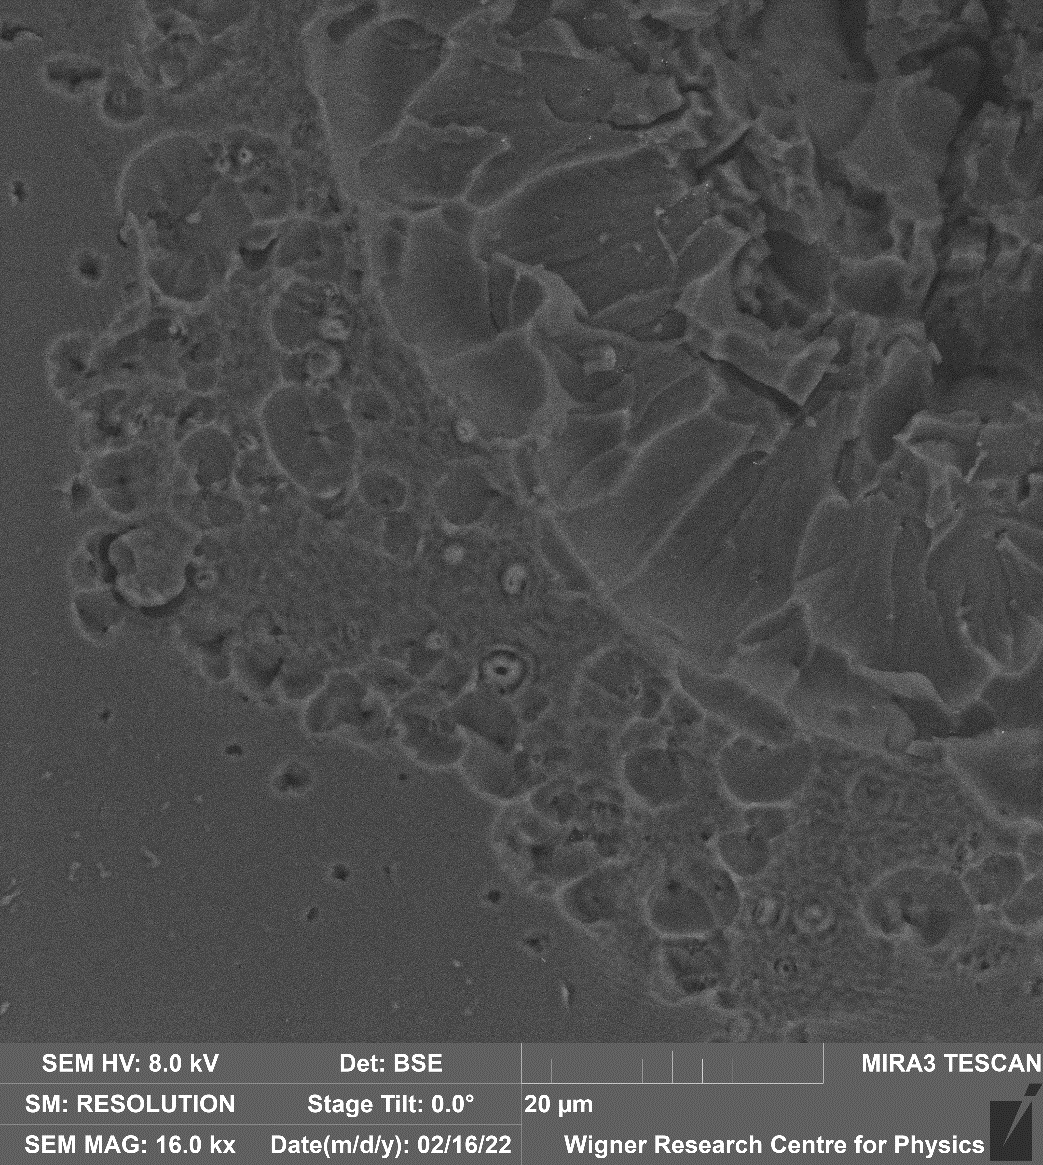 SEM HV: 8.0 kV Det: BSE MIRA3 TESCAN
SM: RESOLUTION Stage Tilt: 0.0° 20 µm
SEM MAG: 16.0 kx Date(m/d/y): 02/16/22 Wigner Research Centre for Physics